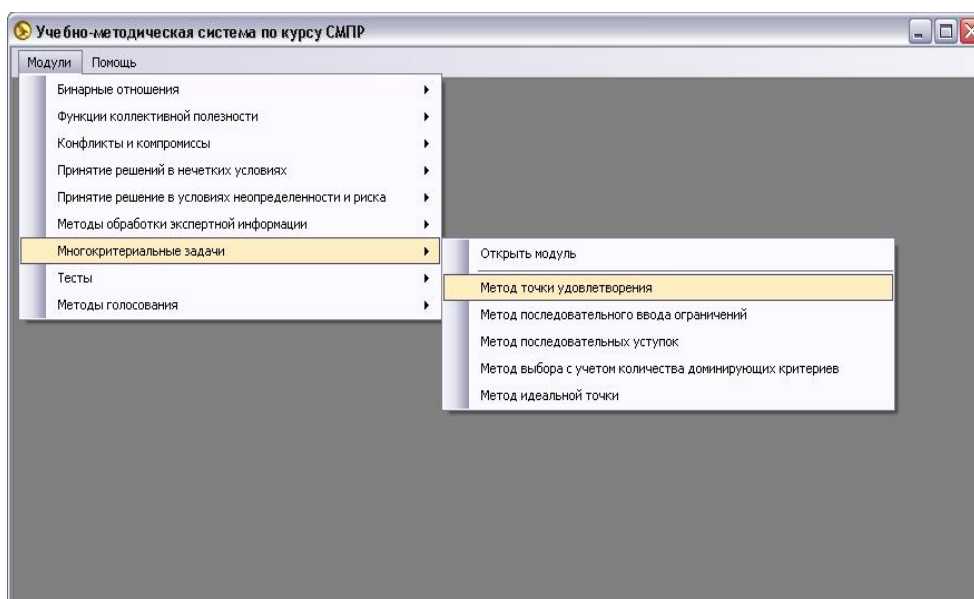 Учебно-методическая система по курсу СМПР
Модули Помощь
Бинарные отношения
Функции коллективной полезности
Конфликты и компромиссы
Принятие решений в нечетких условиях
Принятие решение в условиях неопределенности и риска
Методы обработки экспертной информации
Многокритериальные задачи
Тесты
Методы голосования
Открыть модуль
Метод точки удовлетворения
Метод последовательного ввода ограничений
Метод последовательных уступок
Метод выбора с учетом количества доминирующих критериев
Метод идеальной точки